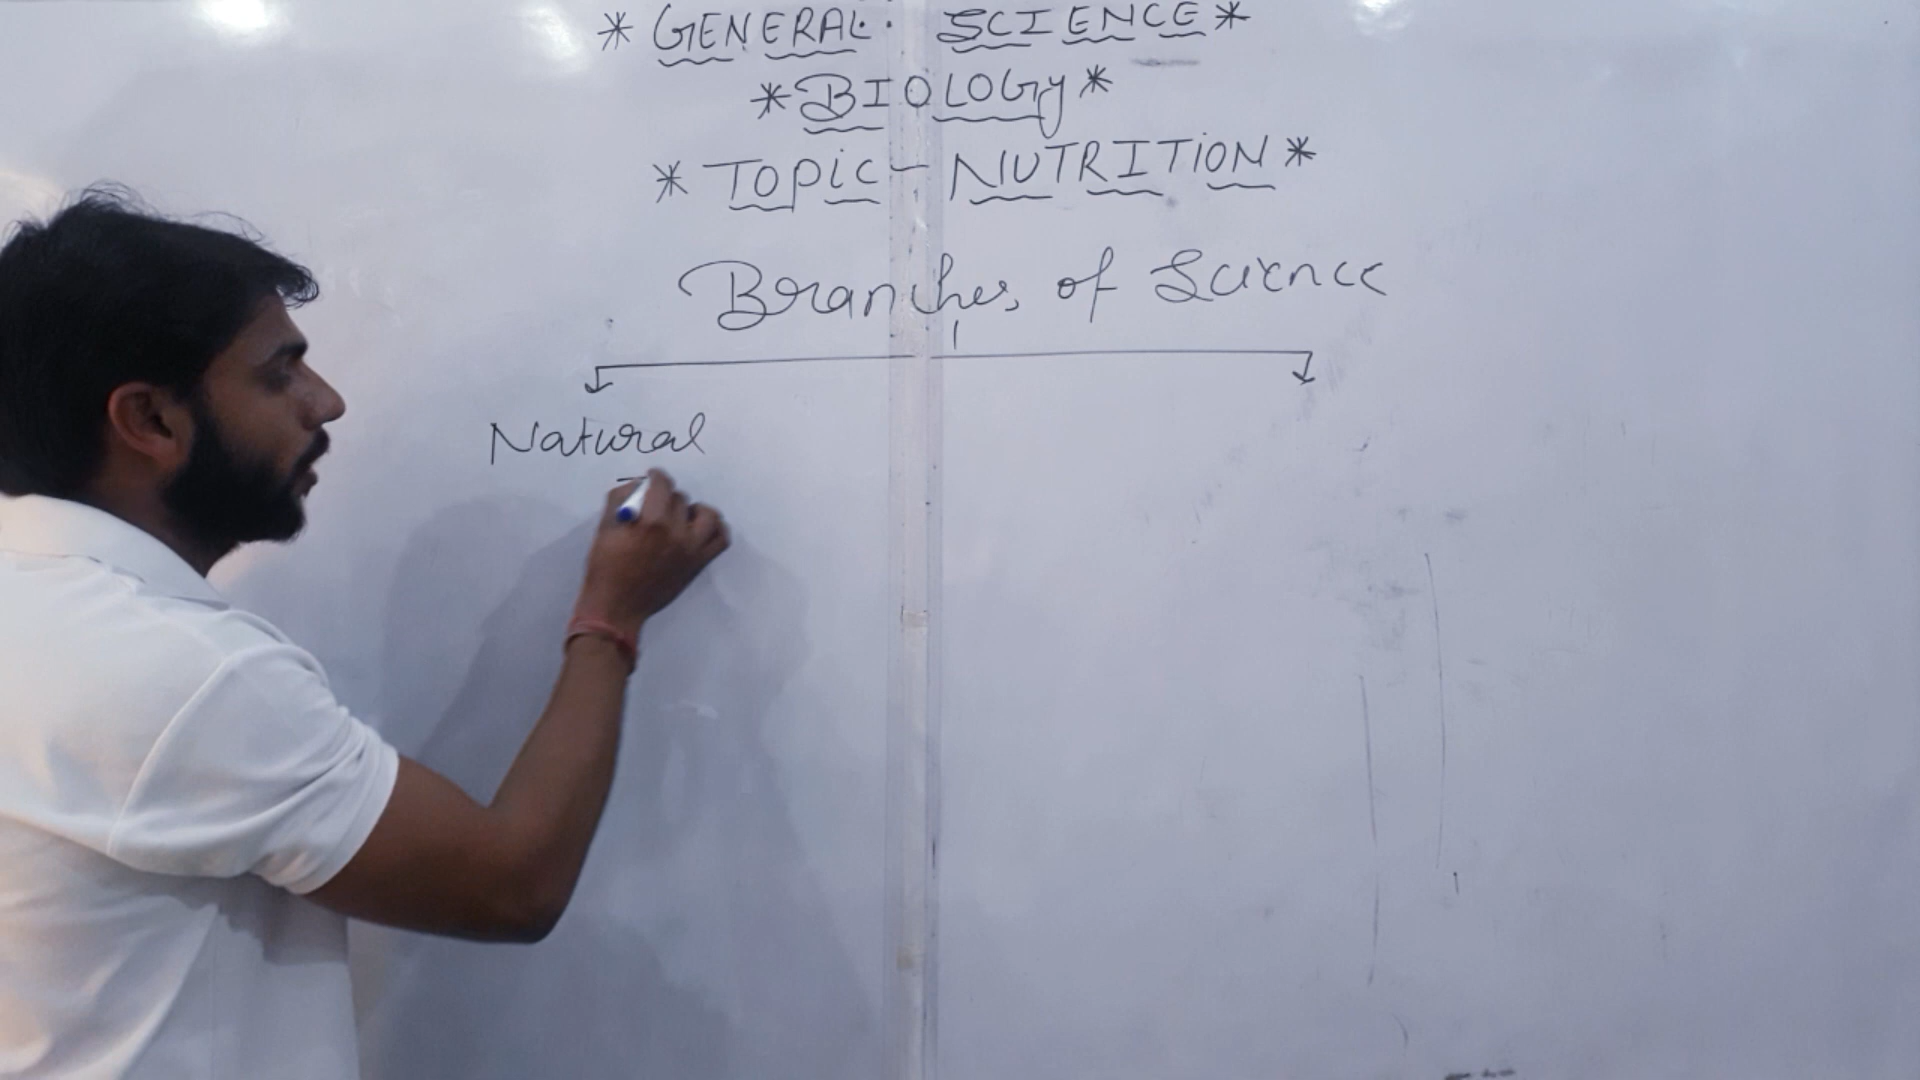 * GENERAL SCIENCE *
* BIOLOGY *
* TOPIC - NUTRITION *
Branches of Science
Natural